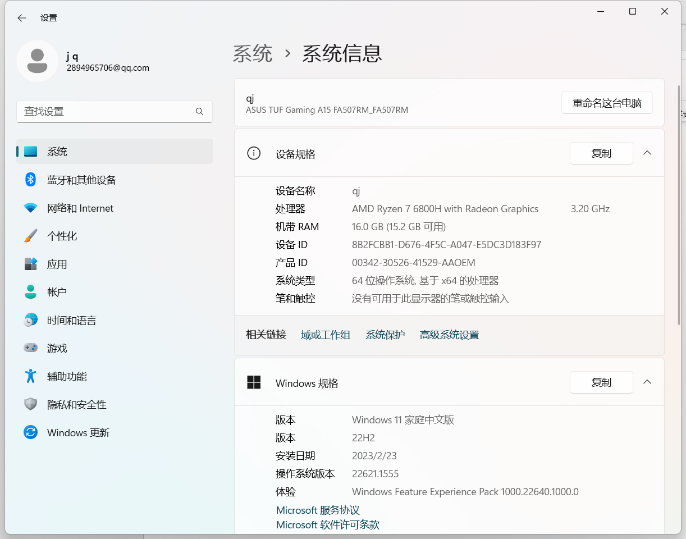 ← 设置
j q
2894965706@qq.com
查找设置
系统
蓝牙和其他设备
网络和 Internet
个性化
应用
帐户
时间和语言
游戏
辅助功能
隐私和安全性
Windows 更新
系统 › 系统信息
qj
ASUS TUF Gaming A15 FA507RM_FA507RM
重命名这台电脑
设备规格 复制
设备名称 qj
处理器 AMD Ryzen 7 6800H with Radeon Graphics 3.20 GHz
机带 RAM 16.0 GB (15.2 GB 可用)
设备 ID 8B2FCBB1-D676-4F5C-A047-E5DC3D183F97
产品 ID 00342-30526-41529-AAOEM
系统类型 64 位操作系统, 基于 x64 的处理器
笔和触控 没有可用于此显示器的笔或触控输入
相关链接 域或工作组 系统保护 高级系统设置
Windows 规格 复制
版本 Windows 11 家庭中文版
版本 22H2
安装日期 2023/2/23
操作系统版本 22621.1555
体验 Windows Feature Experience Pack 1000.22640.1000.0
Microsoft 服务协议
Microsoft 软件许可条款